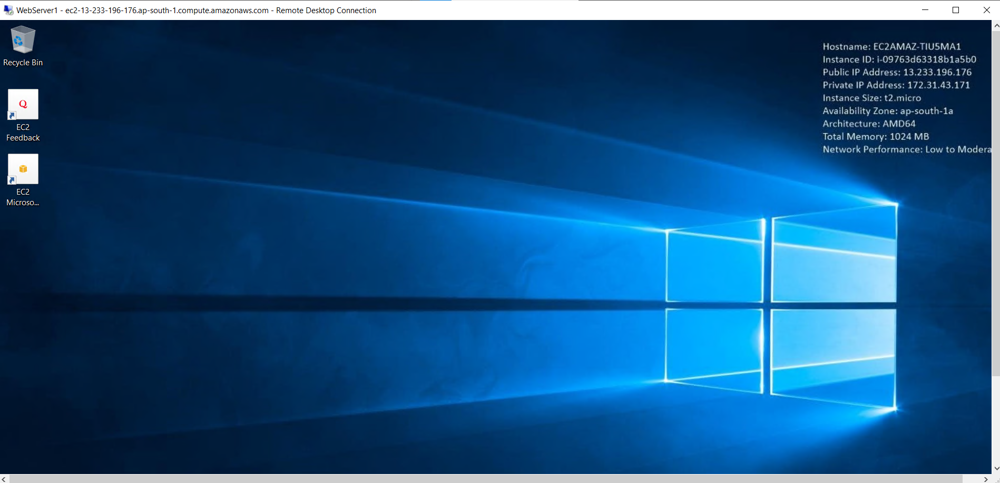 WebServer1 - ec2-13-233-196-176.ap-south-1.compute.amazonaws.com - Remote Desktop Connection
Recycle Bin
Q
EC2
Feedback
EC2
Microso...
Hostname: EC2AMAZ-TIU5MA1
Instance ID: i-09763d63318b1a5b0
Public IP Address: 13.233.196.176
Private IP Address: 172.31.43.171
Instance Size: t2.micro
Availability Zone: ap-south-1a
Architecture: AMD64
Total Memory: 1024 MB
Network Performance: Low to Modera